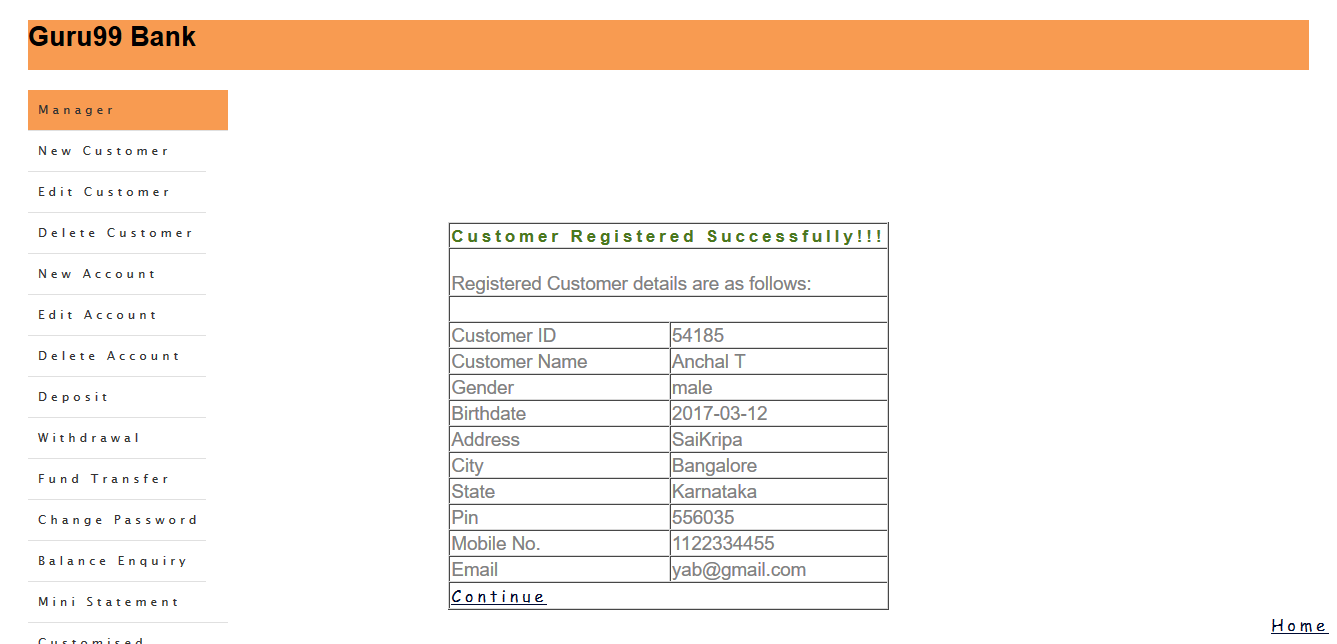 Guru99 Bank
Manager
New Customer
Edit Customer
Delete Customer
New Account
Edit Account
Delete Account
Deposit
Withdrawal
Fund Transfer
Change Password
Balance Enquiry
Mini Statement
Customised
Customer Registered Successfully!!!
Registered Customer details are as follows:
Customer ID 54185
Customer Name Anchal T
Gender male
Birthdate 2017-03-12
Address SaiKripa
City Bangalore
State Karnataka
Pin 556035
Mobile No. 1122334455
Email yab@gmail.com
Continue
Home